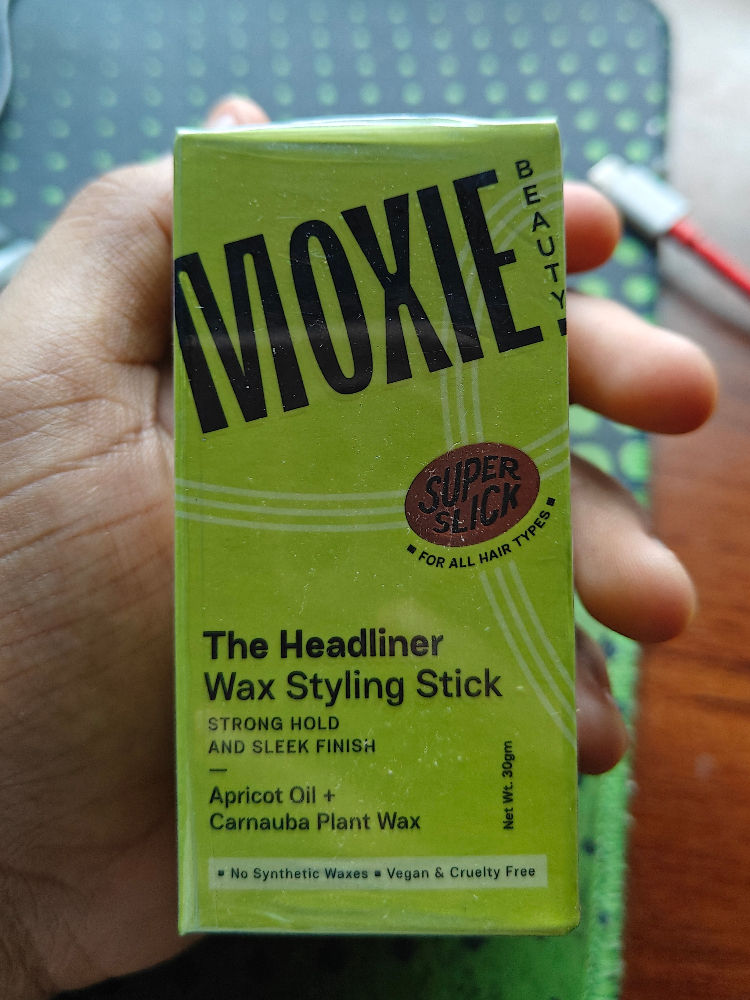 MOXIE
BEAUTY
SUPER
SLICK
▪ FOR ALL HAIR TYPES ▪
The Headliner
Wax Styling Stick
STRONG HOLD
AND SLEEK FINISH
—
Apricot Oil +
Carnauba Plant Wax
Net Wt. 30gm
▪ No Synthetic Waxes ▪ Vegan & Cruelty Free